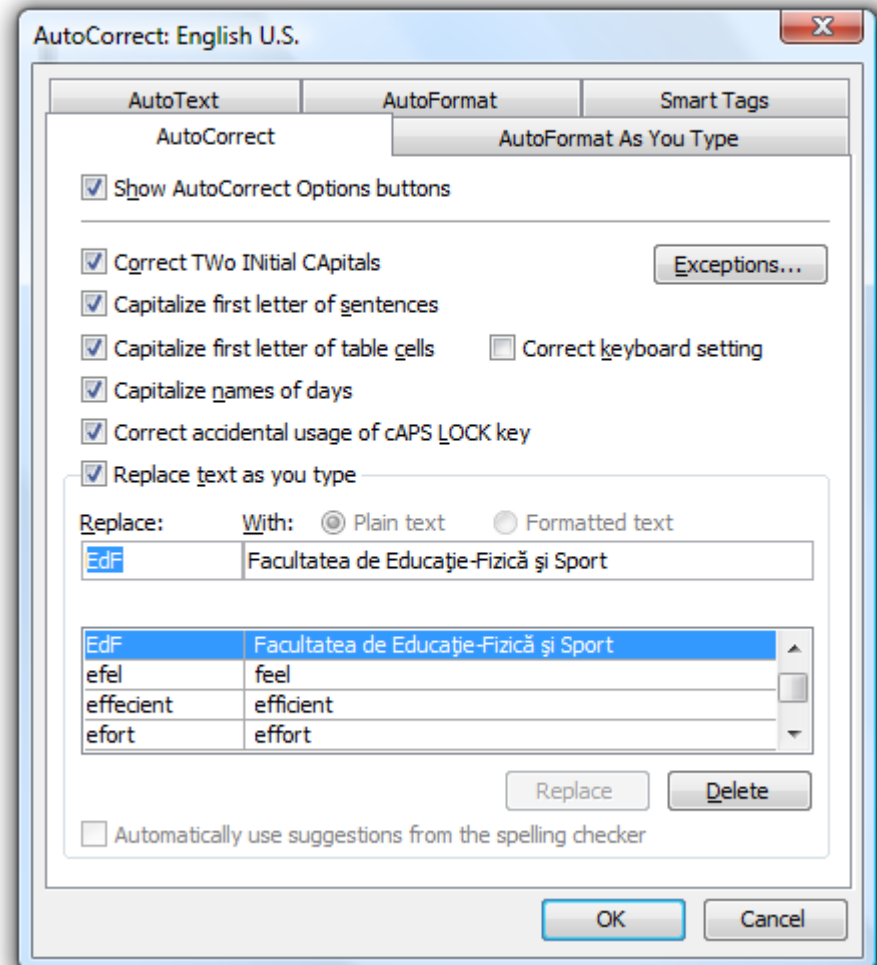 AutoCorrect: English U.S.
AutoText AutoFormat Smart Tags
AutoCorrect AutoFormat As You Type
Show AutoCorrect Options buttons
Correct TWo INitial CApitals Exceptions...
Capitalize first letter of sentences
Capitalize first letter of table cells Correct keyboard setting
Capitalize names of days
Correct accidental usage of cAPS LOCK key
Replace text as you type
Replace: With: Plain text Formatted text
EdF Facultatea de Educaţie-Fizică şi Sport
EdF Facultatea de Educaţie-Fizică şi Sport
efel feel
effecient efficient
efort effort
Replace Delete
Automatically use suggestions from the spelling checker
OK Cancel